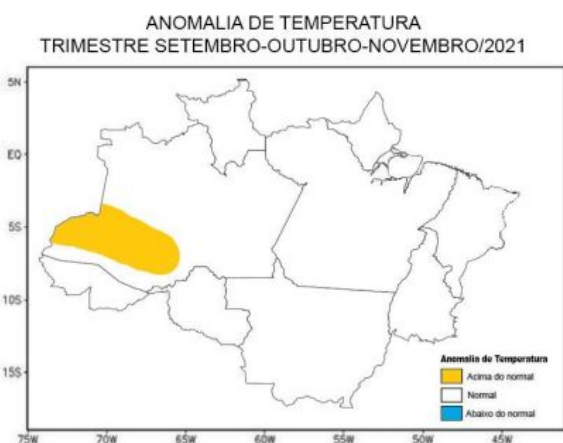 ANOMALIA DE TEMPERATURA
TRIMESTRE SETEMBRO-OUTUBRO-NOVEMBRO/2021
5N
EQ
5S
10S
15S
75W 70W 65W 60W 55W 50W 45W
Anomalia de Temperatura
Acima do normal
Normal
Abaixo do normal